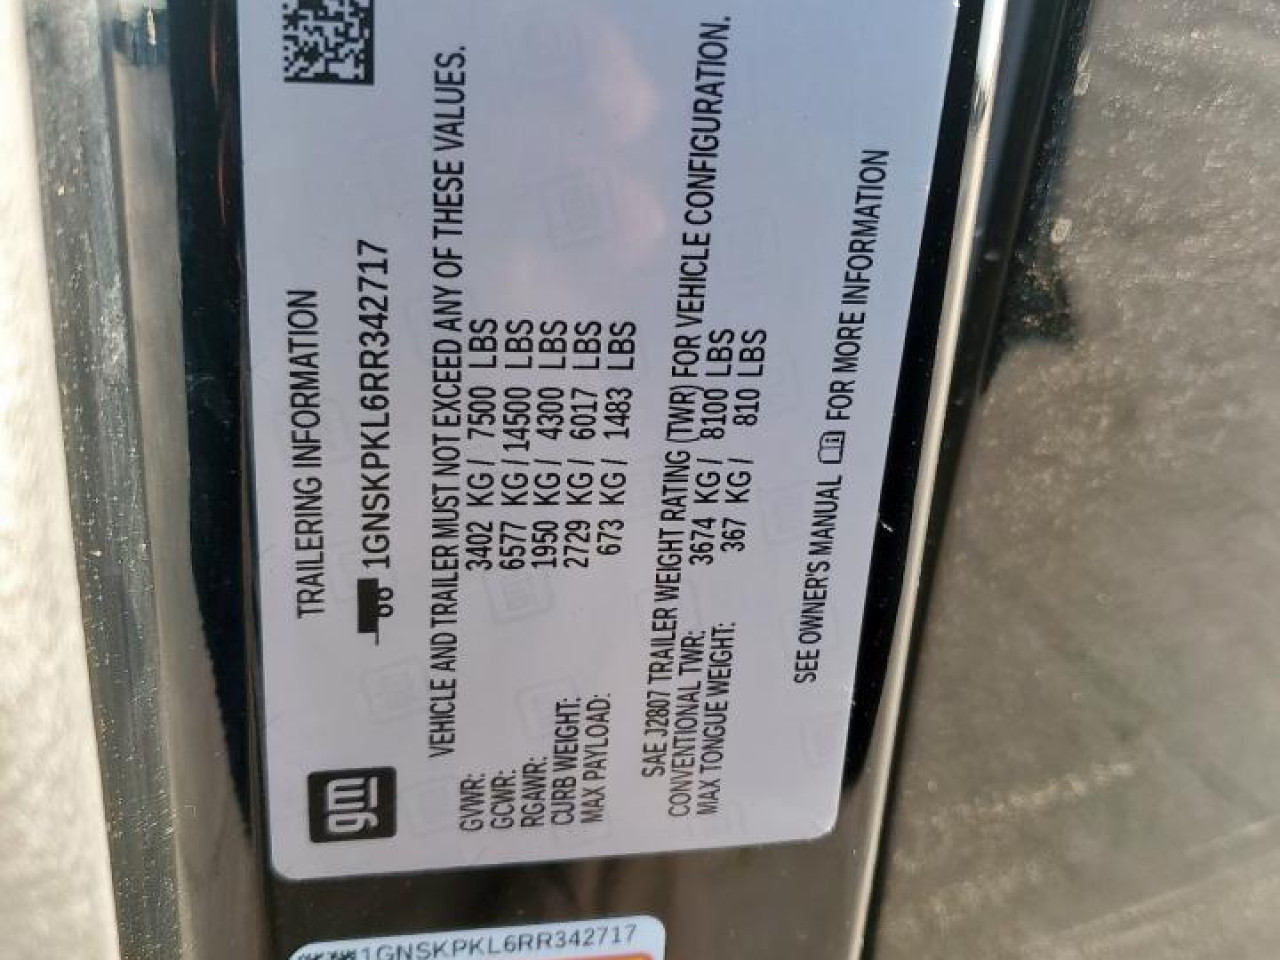 gm
TRAILERING INFORMATION
1GNSKPKL6RR342717
VEHICLE AND TRAILER MUST NOT EXCEED ANY OF THESE VALUES.
GVWR: 3402 KG / 7500 LBS
GCWR: 6577 KG / 14500 LBS
RGAWR: 1950 KG / 4300 LBS
CURB WEIGHT: 2729 KG / 6017 LBS
MAX PAYLOAD: 673 KG / 1483 LBS
SAE J2807 TRAILER WEIGHT RATING (TWR) FOR VEHICLE CONFIGURATION.
CONVENTIONAL TWR: 3674 KG / 8100 LBS
MAX TONGUE WEIGHT: 367 KG / 810 LBS
SEE OWNER'S MANUAL FOR MORE INFORMATION
1GNSKPKL6RR342717